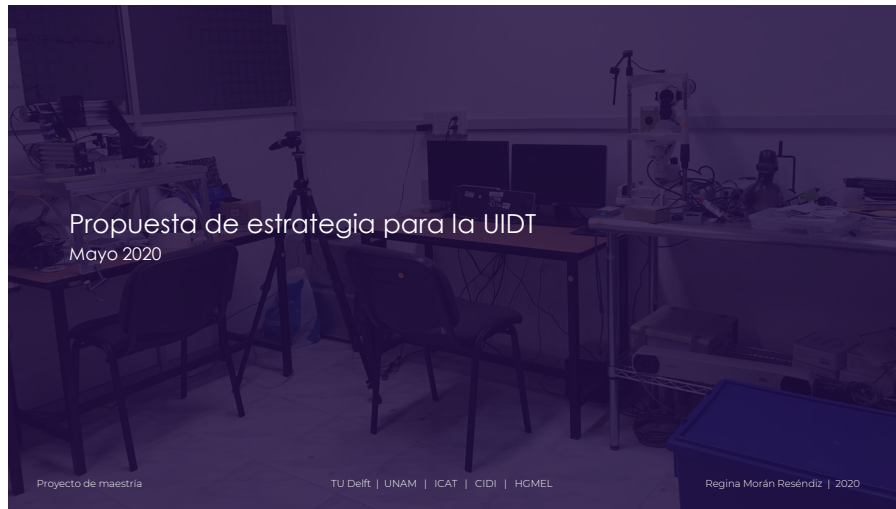 Propuesta de estrategia para la UIDT
Mayo 2020
Proyecto de maestría
TU Delft | UNAM | ICAT | CIDI | HGMEL
Regina Morán Reséndiz | 2020